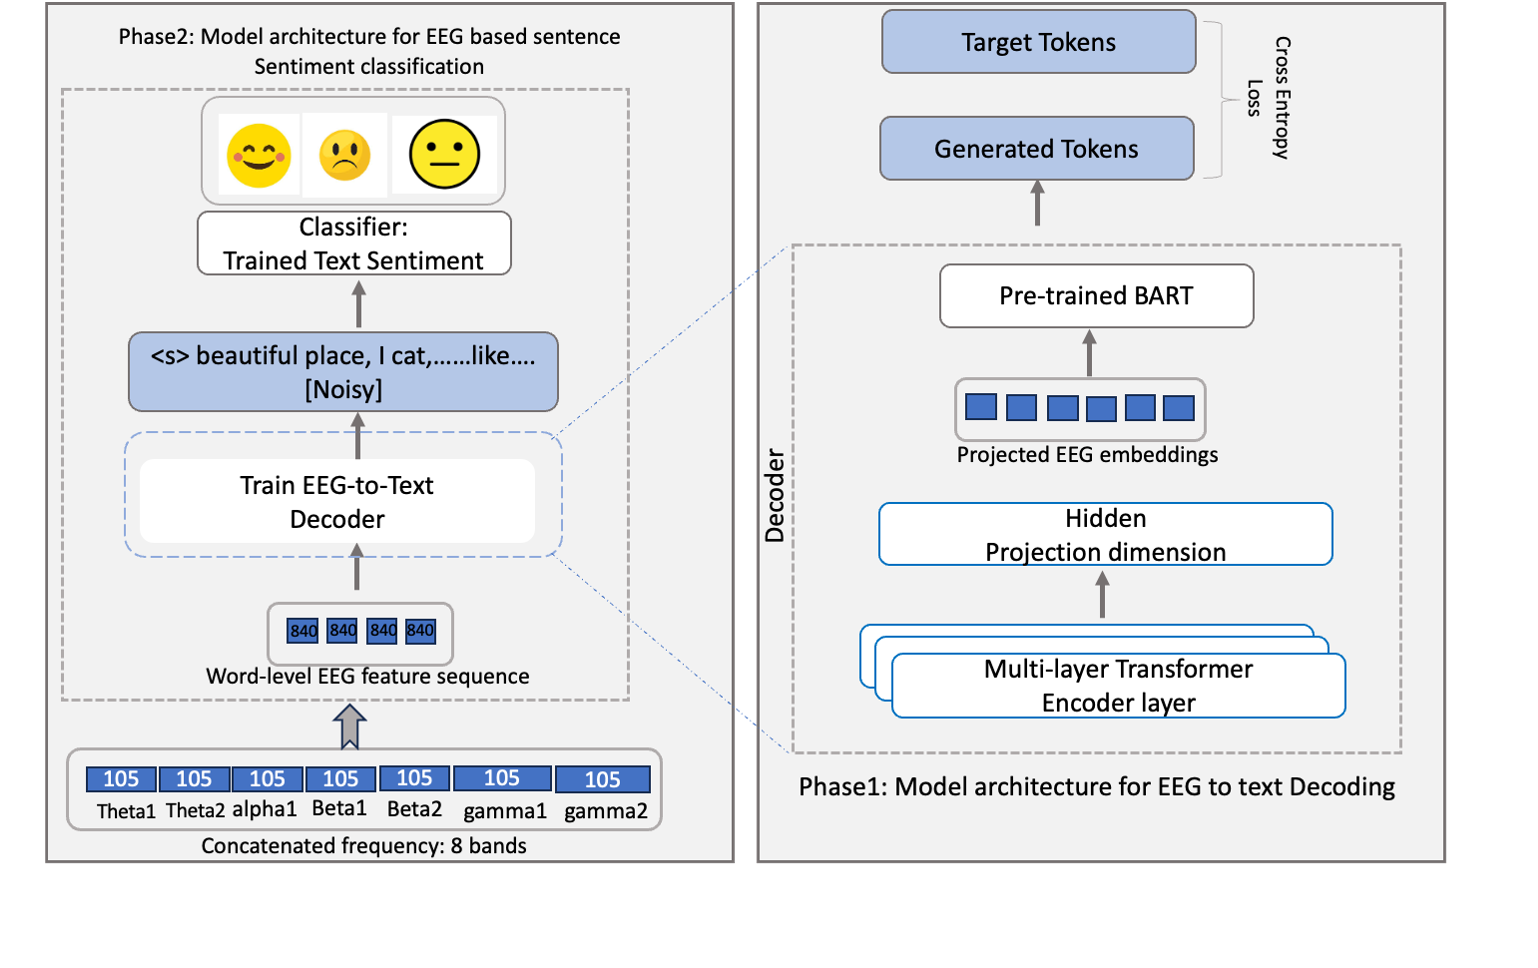 Phase2: Model architecture for EEG based sentence
Sentiment classification
Classifier:
Trained Text Sentiment
<s> beautiful place, I cat,......like....
[Noisy]
Train EEG-to-Text
Decoder
840 840 840 840
Word-level EEG feature sequence
105 105 105 105 105 105 105
Theta1 Theta2 alpha1 Beta1 Beta2 gamma1 gamma2
Concatenated frequency: 8 bands
Target Tokens
Generated Tokens
Cross Entropy
Loss
Pre-trained BART
Projected EEG embeddings
Decoder
Hidden
Projection dimension
Multi-layer Transformer
Encoder layer
Phase1: Model architecture for EEG to text Decoding